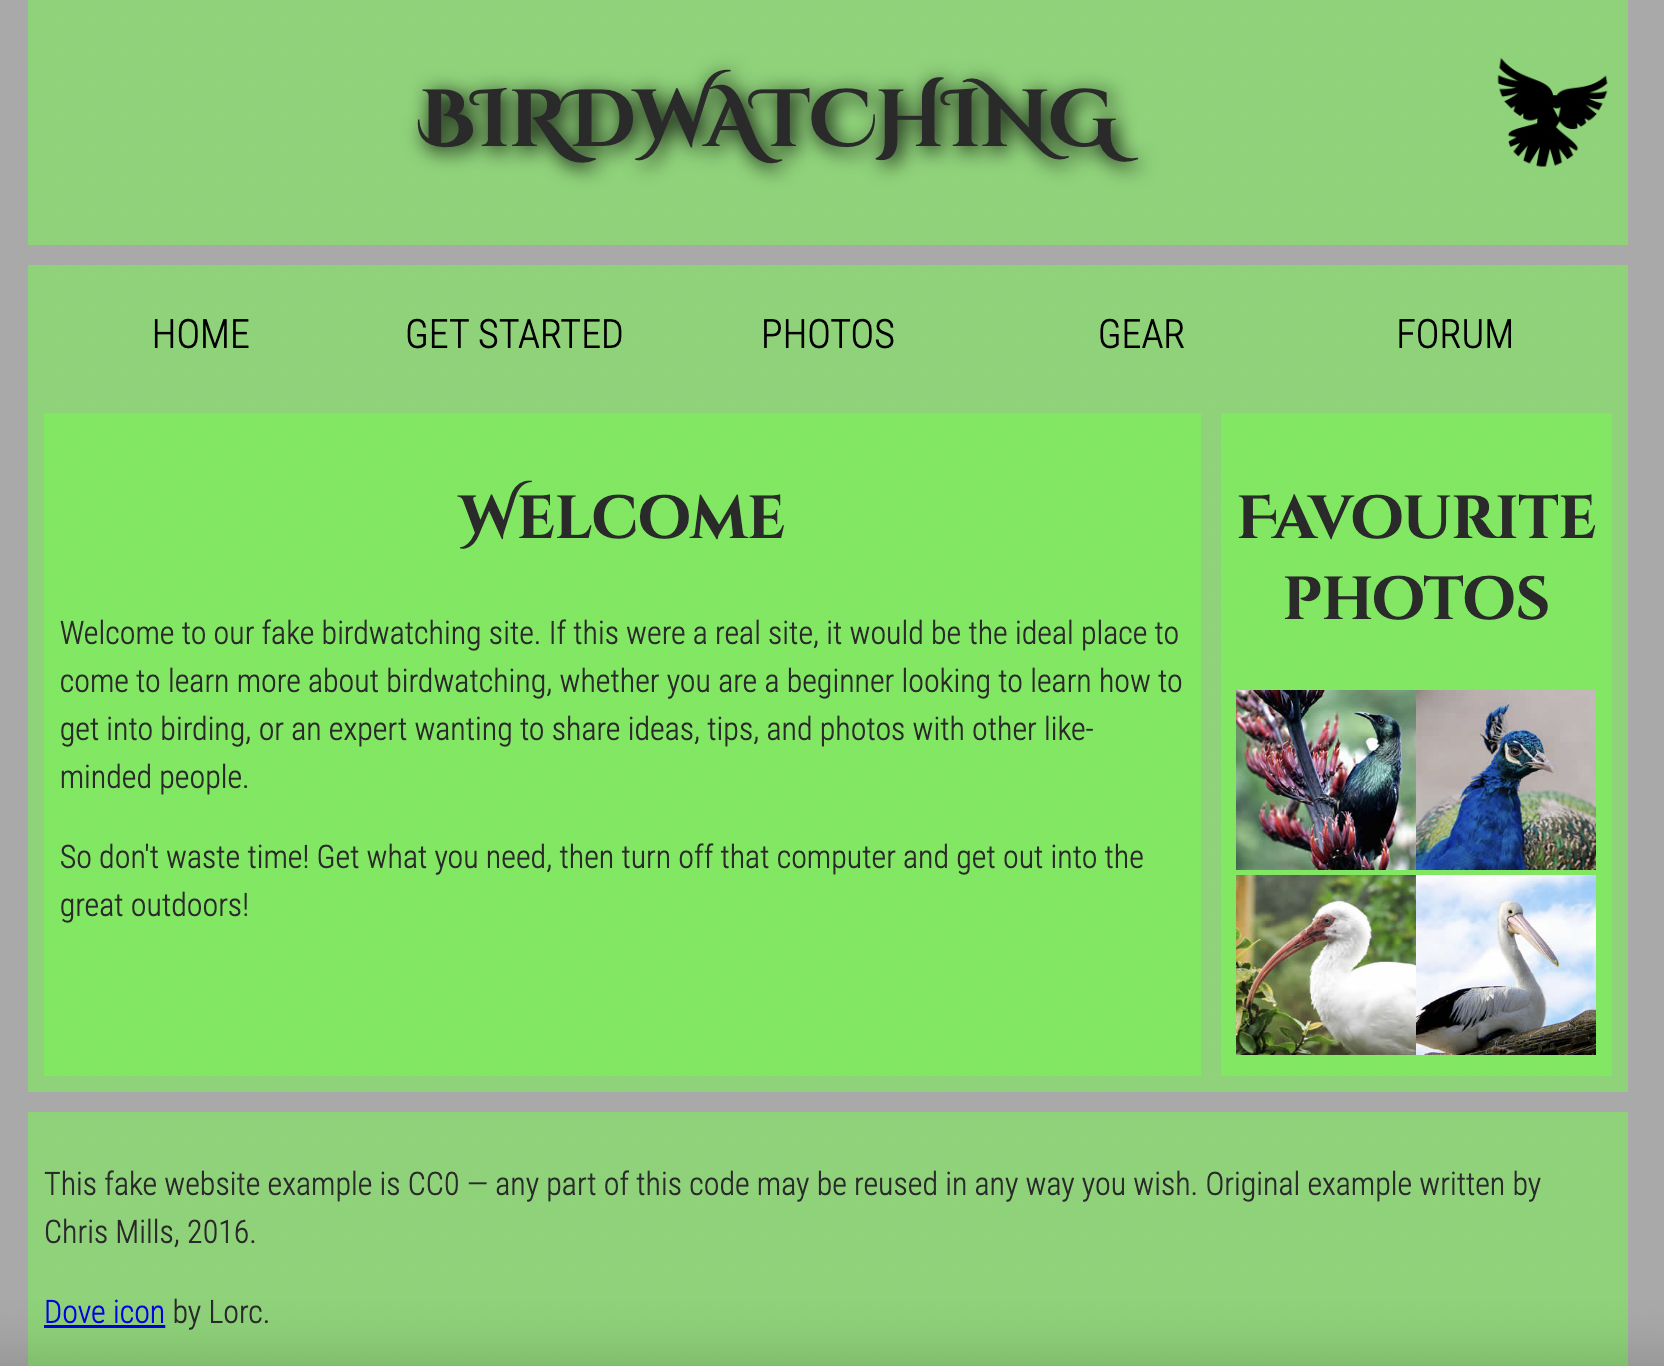 BIRDWATCHING
HOME GET STARTED PHOTOS GEAR FORUM
Welcome
Welcome to our fake birdwatching site. If this were a real site, it would be the ideal place to
come to learn more about birdwatching, whether you are a beginner looking to learn how to
get into birding, or an expert wanting to share ideas, tips, and photos with other like-
minded people.
So don't waste time! Get what you need, then turn off that computer and get out into the
great outdoors!
Favourite
photos
This fake website example is CC0 — any part of this code may be reused in any way you wish. Original example written by
Chris Mills, 2016.
Dove icon by Lorc.